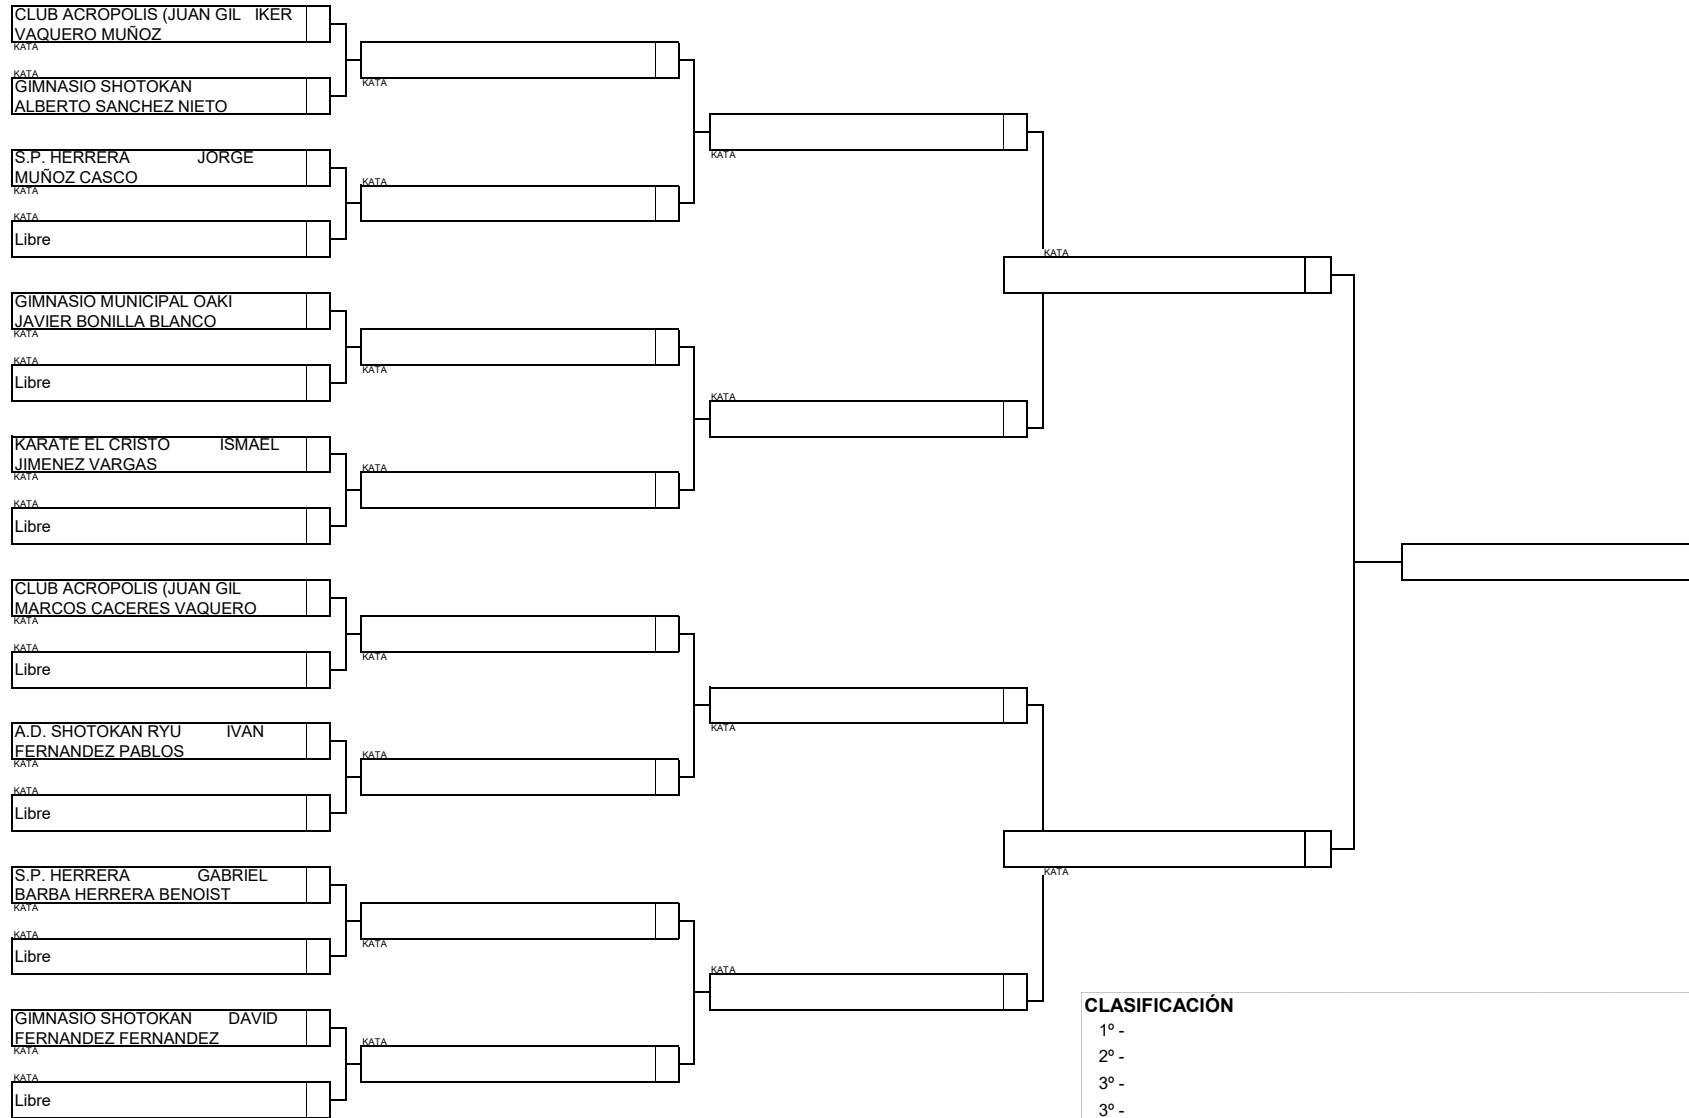 CLUB ACROPOLIS (JUAN GIL   IKER
VAQUERO MUÑOZ
KATA
KATA
GIMNASIO SHOTOKAN
ALBERTO SANCHEZ NIETO
S.P. HERRERA   JORGE
MUÑOZ CASCO
KATA
KATA
Libre
GIMNASIO MUNICIPAL OAKI
JAVIER BONILLA BLANCO
KATA
KATA
Libre
KARATE EL CRISTO   ISMAEL
JIMENEZ VARGAS
KATA
KATA
Libre
CLUB ACROPOLIS (JUAN GIL
MARCOS CACERES VAQUERO
KATA
KATA
Libre
A.D. SHOTOKAN RYU   IVAN
FERNANDEZ PABLOS
KATA
KATA
Libre
S.P. HERRERA   GABRIEL
BARBA HERRERA BENOIST
KATA
KATA
Libre
GIMNASIO SHOTOKAN   DAVID
FERNANDEZ FERNANDEZ
KATA
KATA
Libre
KATA
KATA
KATA
KATA
KATA
KATA
KATA
KATA
KATA
KATA
KATA
KATA
KATA
KATA
CLASIFICACIÓN
1º -
2º -
3º -
3º -